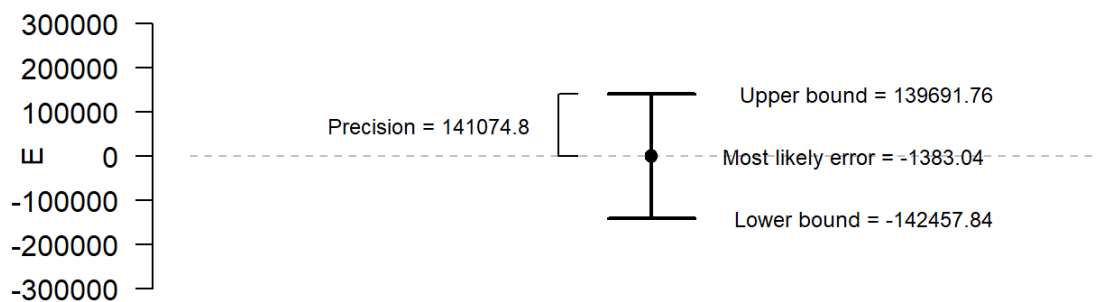 300000
200000
Upper bound = 139691.76
100000
Precision = 141074.8
E
0
Most likely error = -1383.04
-100000
Lower bound = -142457.84
-200000
-300000